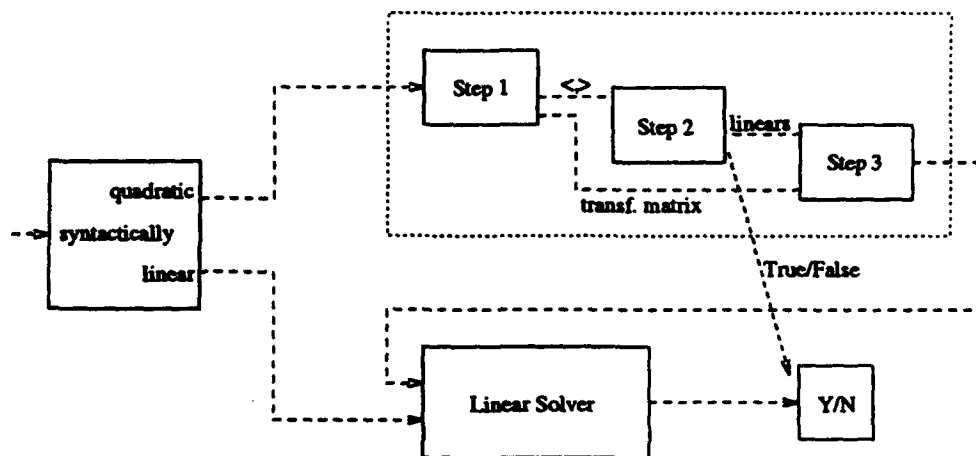 Step 1
<>
Step 2
linears
Step 3
quadratic
transf. matrix
syntactically
linear
True/False
Linear Solver
Y/N